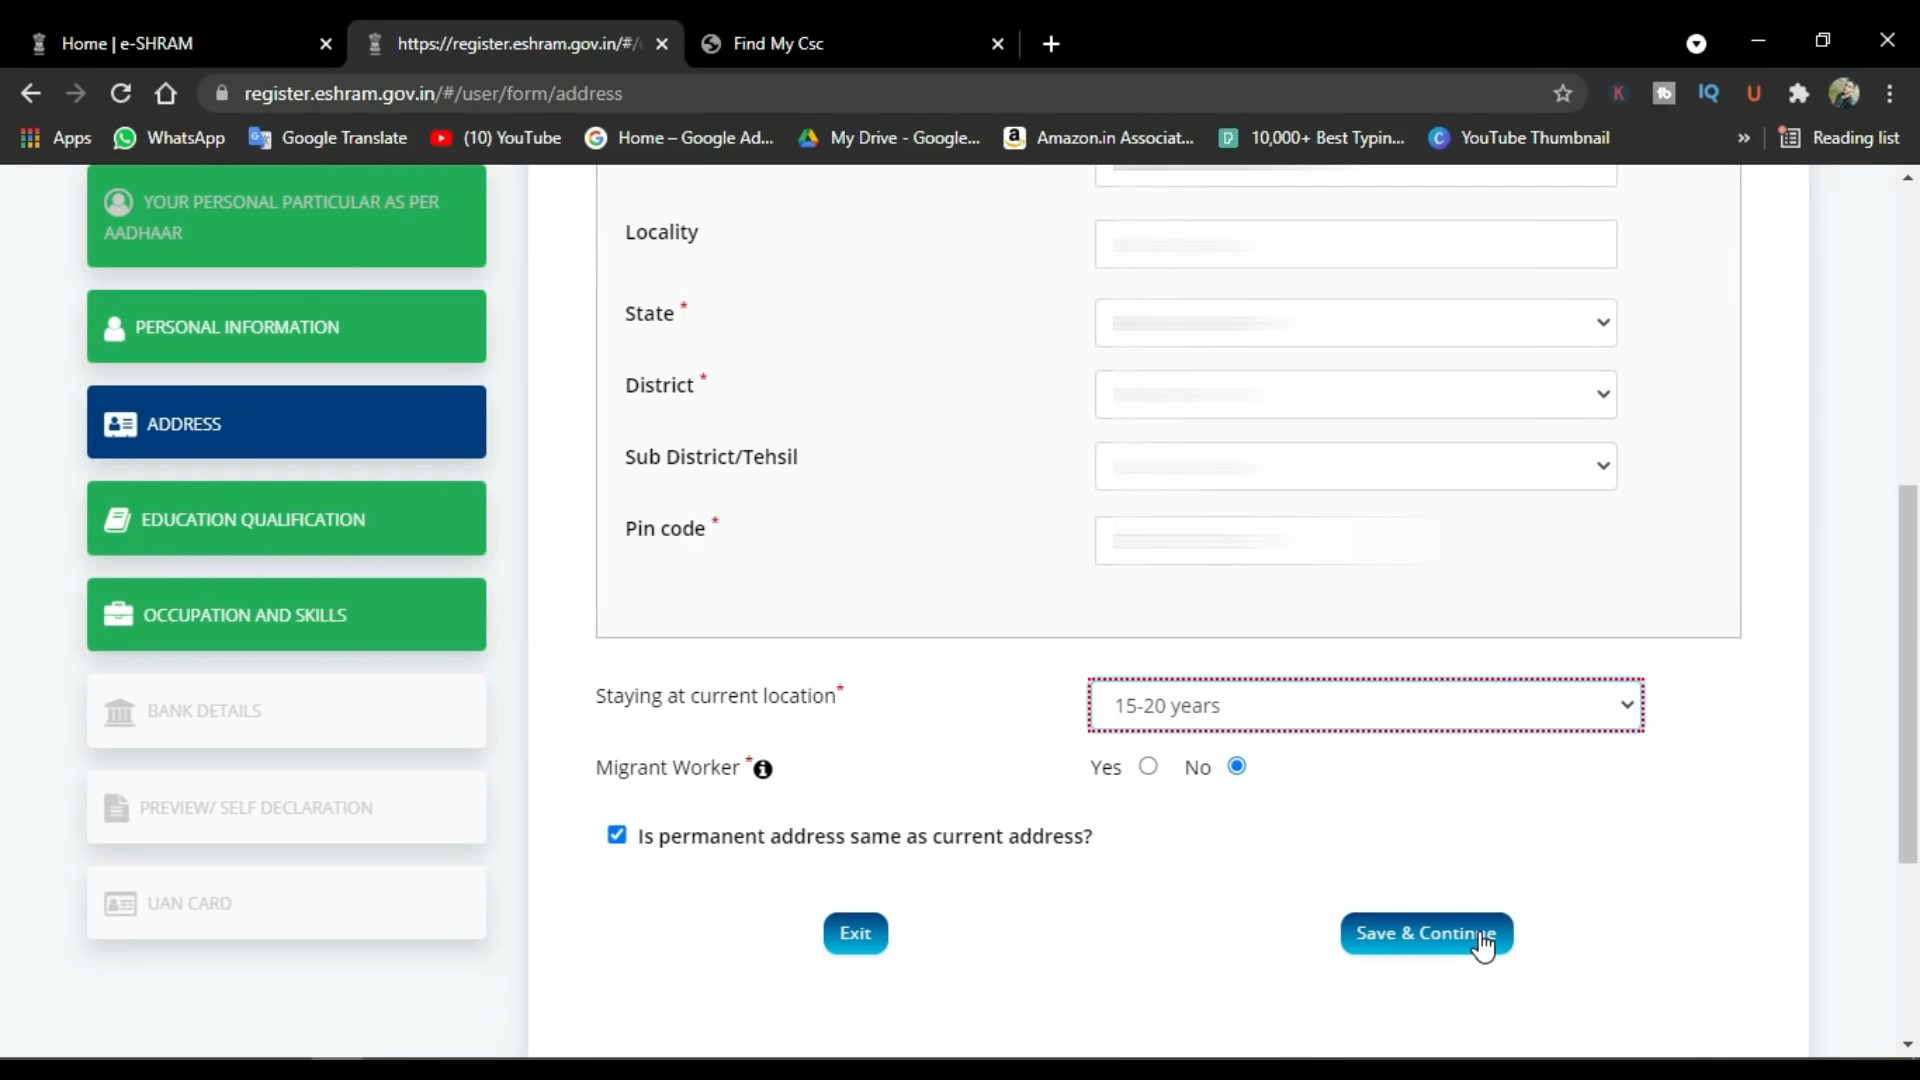 Home | e-SHRAM
https://register.eshram.gov.in/#/
Find My Csc
register.eshram.gov.in/#/user/form/address
Apps
WhatsApp
Google Translate
(10) YouTube
Home – Google Ad...
My Drive - Google...
Amazon.in Associat...
10,000+ Best Typin...
YouTube Thumbnail
»
Reading list
YOUR PERSONAL PARTICULAR AS PER
AADHAAR
PERSONAL INFORMATION
ADDRESS
EDUCATION QUALIFICATION
OCCUPATION AND SKILLS
BANK DETAILS
PREVIEW/ SELF DECLARATION
UAN CARD
Locality
State *
District *
Sub District/Tehsil
Pin code *
Staying at current location*
15-20 years
Migrant Worker *
Yes
No
Is permanent address same as current address?
Exit
Save & Continue